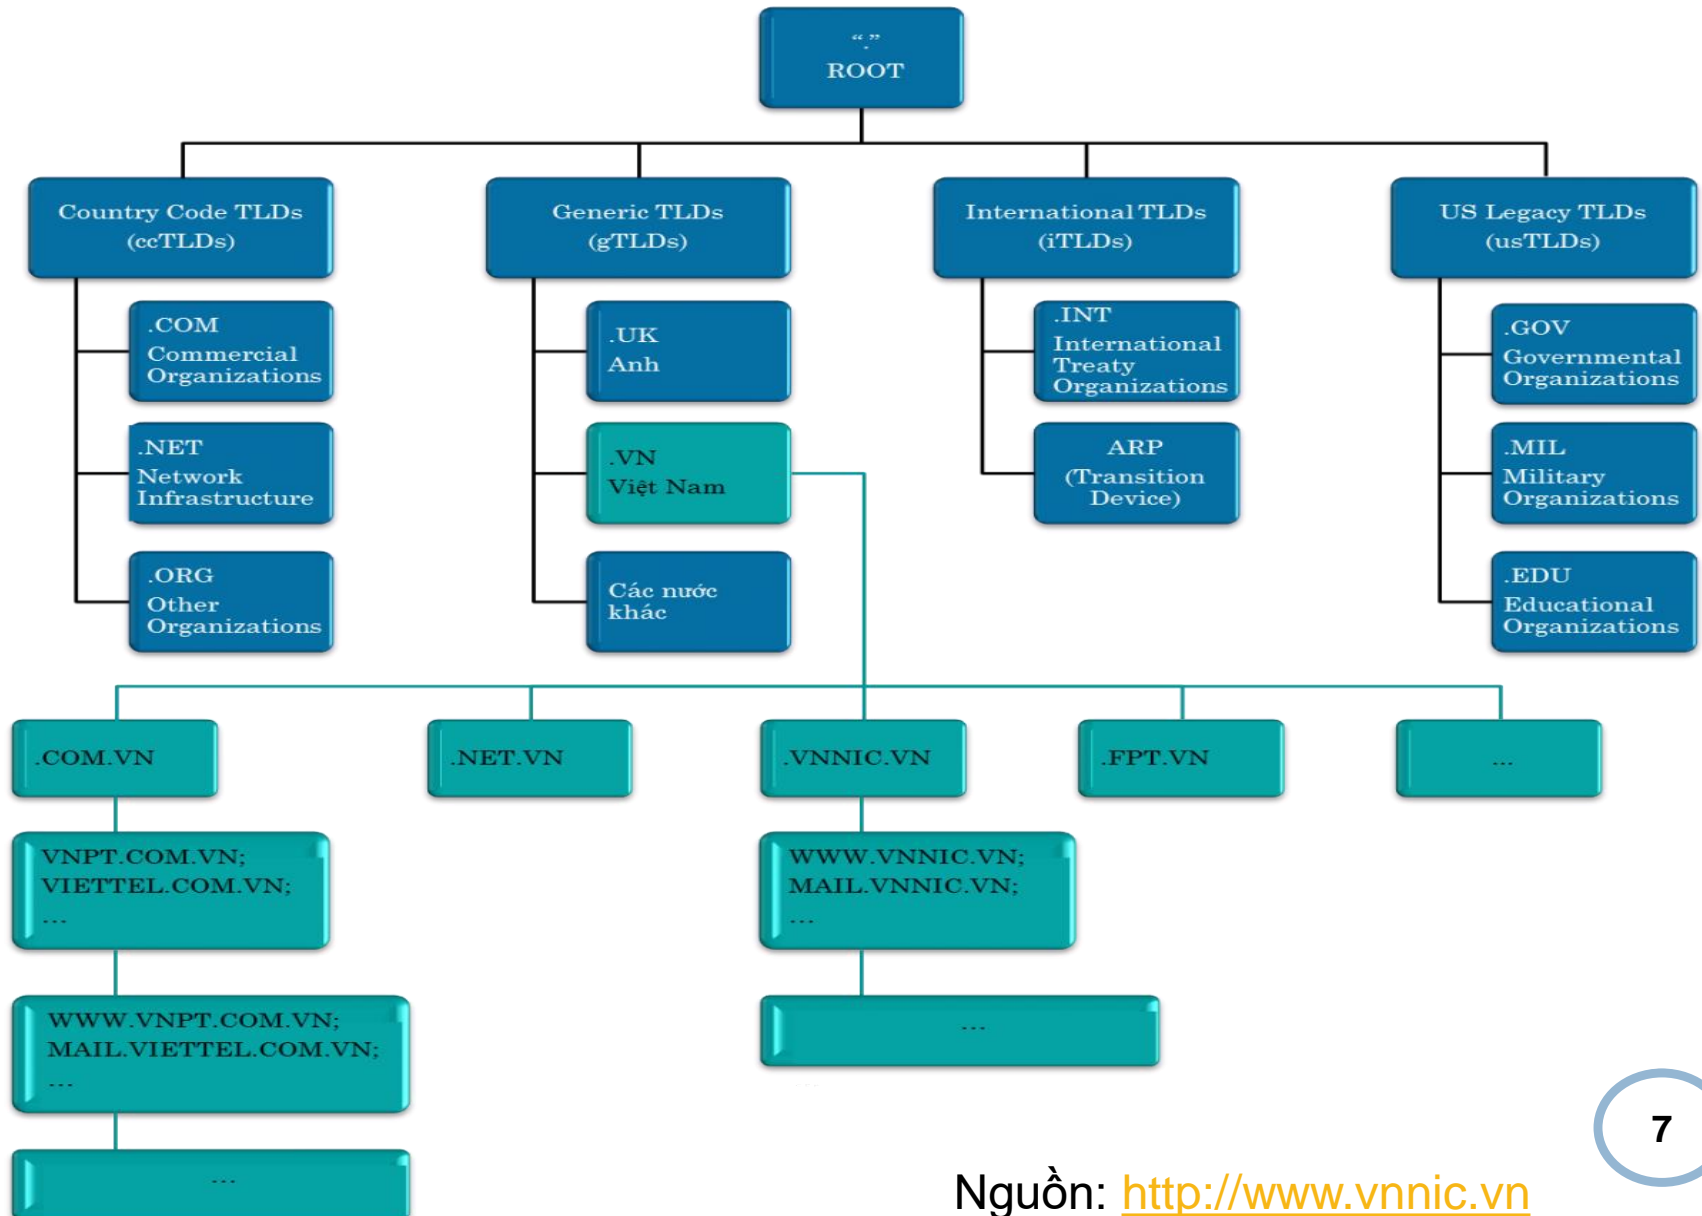 “.”
ROOT
Country Code TLDs
(ccTLDs)
Generic TLDs
(gTLDs)
International TLDs
(iTLDs)
US Legacy TLDs
(usTLDs)
.COM
Commercial
Organizations
.NET
Network
Infrastructure
.ORG
Other
Organizations
.UK
Anh
.VN
Việt Nam
Các nước
khác
.INT
International
Treaty
Organizations
ARP
(Transition
Device)
.GOV
Governmental
Organizations
.MIL
Military
Organizations
.EDU
Educational
Organizations
.COM.VN
.NET.VN
.VNNIC.VN
.FPT.VN
...
VNPT.COM.VN;
VIETTEL.COM.VN;
...
WWW.VNPT.COM.VN;
MAIL.VIETTEL.COM.VN;
...
...
WWW.VNNIC.VN;
MAIL.VNNIC.VN;
...
...
...
7
Nguồn: http://www.vnnic.vn